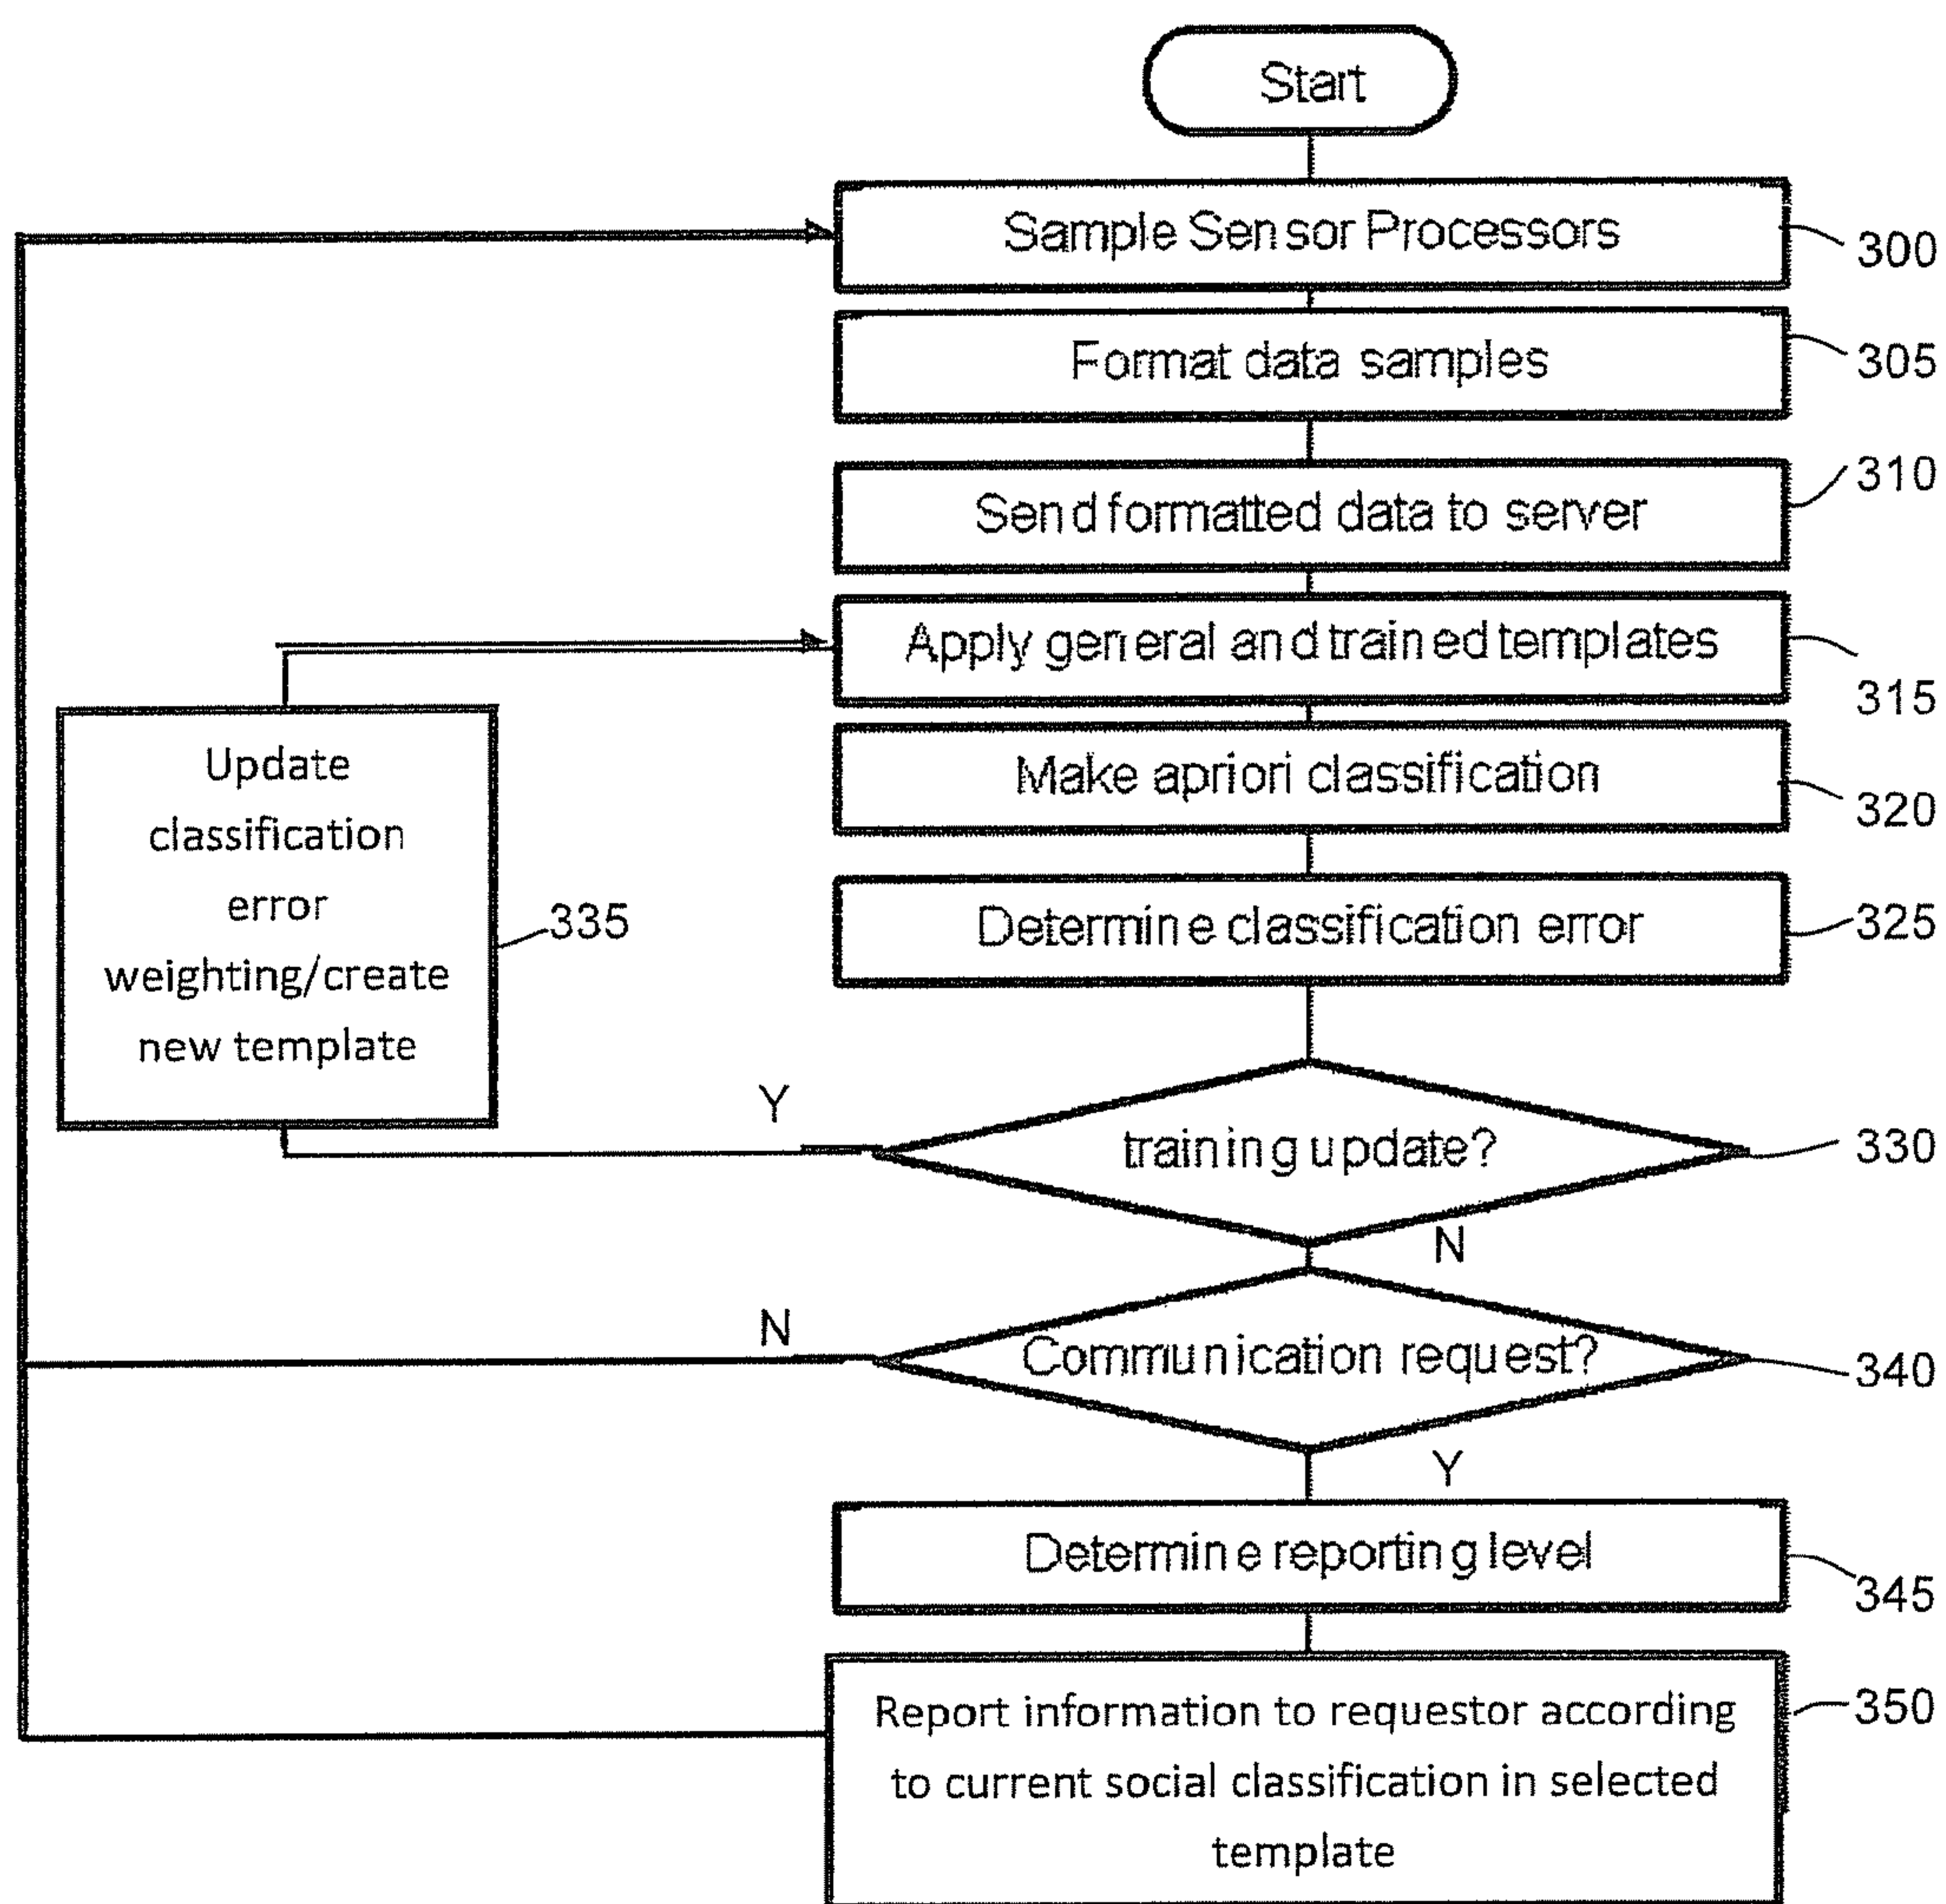 Start
Sample Sensor Processors
300
Format data samples
305
Send formatted data to server
310
Apply general and trained templates
315
Make apriori classification
320
Determine classification error
325
Update
classification
error
weighting/create
new template
335
Y
training update?
330
N
N
Communication request?
340
Y
Determine reporting level
345
Report information to requestor according
to current social classification in selected
template
350